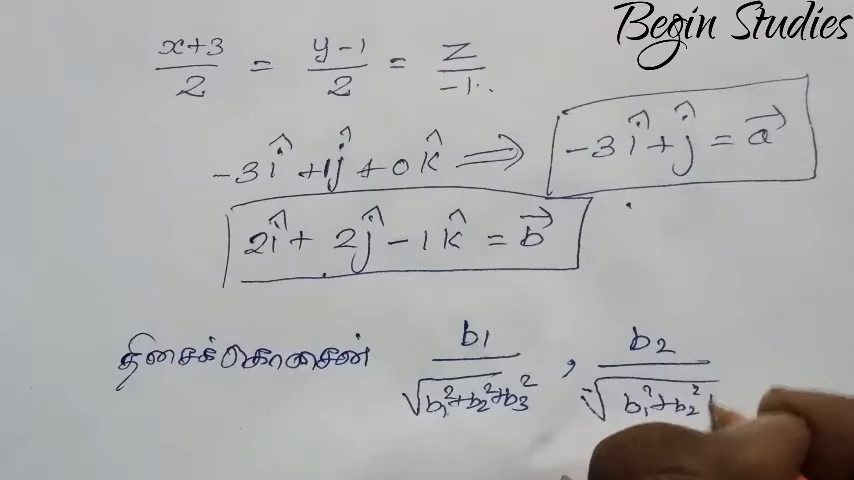 Begin Studies
x+3/2 = y-1/2 = z/-1.
-3î + 1ĵ + 0k̂ ⟹ -3î + ĵ = a⃗
2î + 2ĵ - 1k̂ = b⃗
திசைக்கொசைன் b₁/√(b₁²+b₂²+b₃²) , b₂/√(b₁²+b₂²